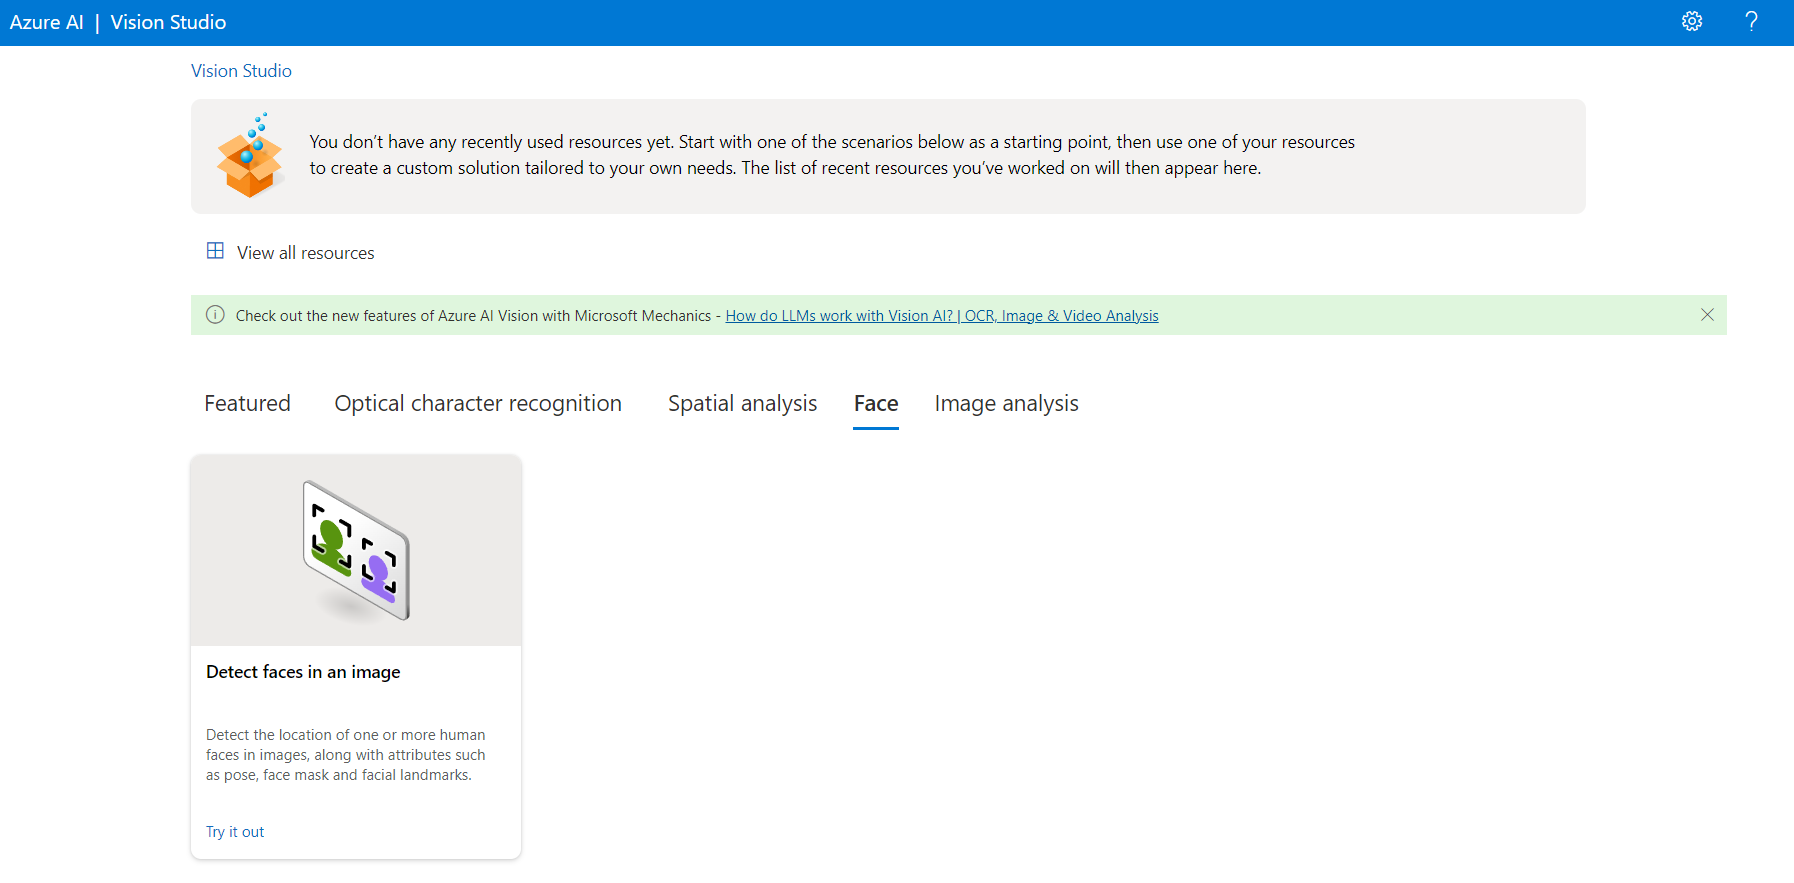 Azure AI | Vision Studio
Vision Studio
You don’t have any recently used resources yet. Start with one of the scenarios below as a starting point, then use one of your resources
to create a custom solution tailored to your own needs. The list of recent resources you’ve worked on will then appear here.
View all resources
Check out the new features of Azure AI Vision with Microsoft Mechanics - How do LLMs work with Vision AI? | OCR, Image & Video Analysis
Featured Optical character recognition Spatial analysis Face Image analysis
Detect faces in an image
Detect the location of one or more human
faces in images, along with attributes such
as pose, face mask and facial landmarks.
Try it out